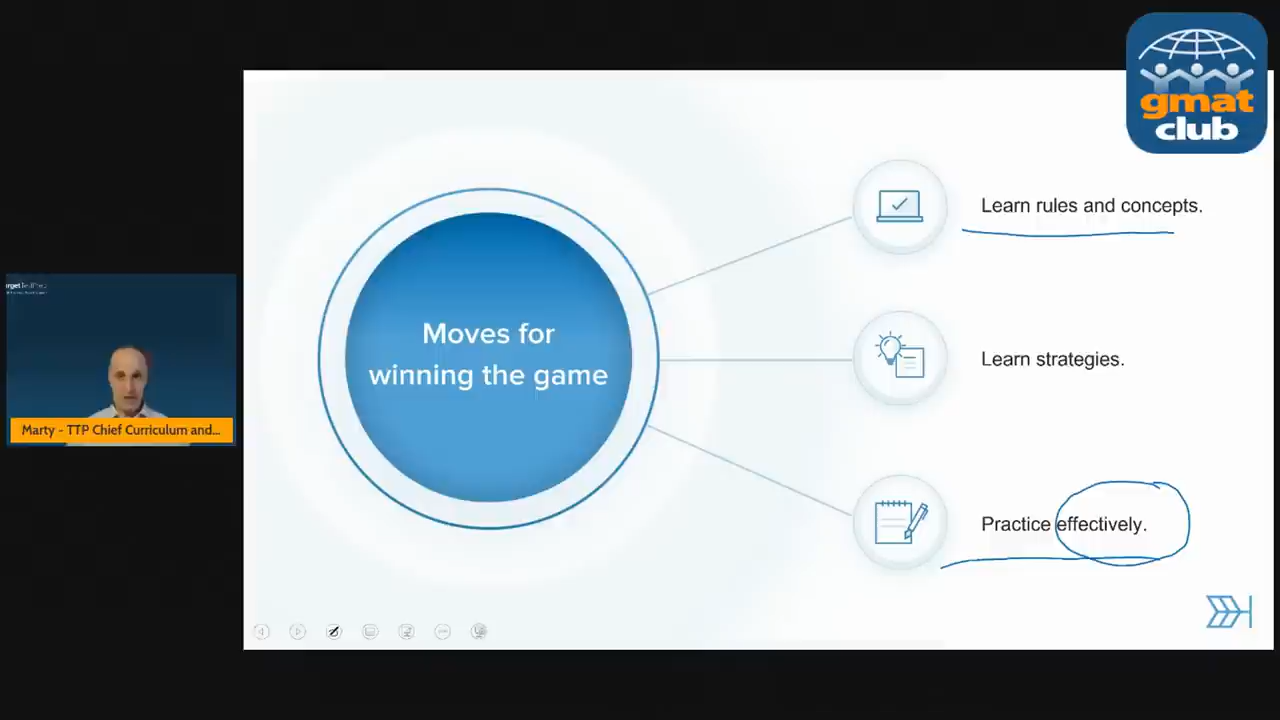 gmat
club
Learn rules and concepts.
Moves for
winning the game
Learn strategies.
Marty - TTP Chief Curriculum and...
Practice effectively.